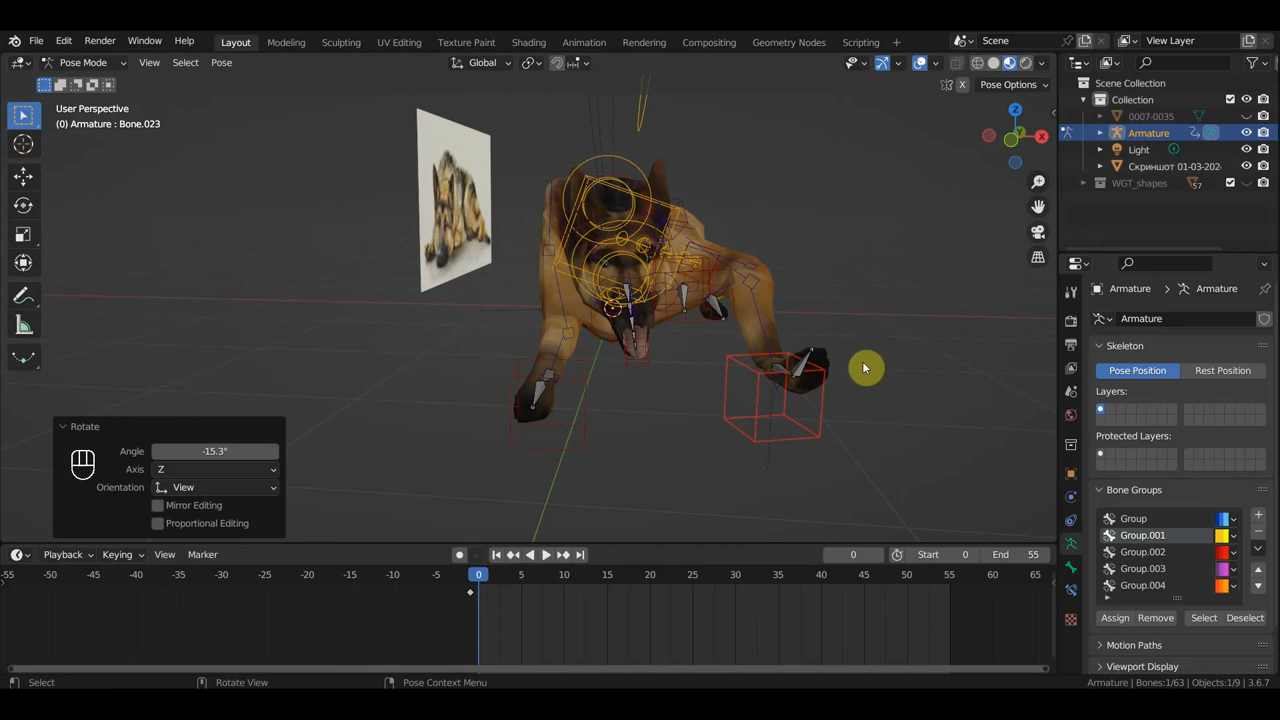 File Edit Render Window Help Layout Modeling Sculpting UV Editing Texture Paint Shading Animation Rendering Compositing Geometry Nodes Scripting + Scene View Layer
Pose Mode View Select Pose Global
X Pose Options
User Perspective
(0) Armature : Bone.023
Z
X
Scene Collection
Collection
0007-0035
Armature
Light
Скриншот 01-03-202
WGT_shapes 57
Armature Armature
Armature
Skeleton
Pose Position Rest Position
Layers:
Protected Layers:
Bone Groups
Group
Group.001
Group.002
Group.003
Group.004
Assign Remove Select Deselect
Motion Paths
Viewport Display
Rotate
Angle -15.3°
Axis Z
Orientation View
Mirror Editing
Proportional Editing
Playback Keying View Marker 0 Start 0 End 55
-55 -50 -45 -40 -35 -30 -25 -20 -15 -10 -5 0 5 10 15 20 25 30 35 40 45 50 55 60 65
Select Rotate View Pose Context Menu Armature | Bones:1/63 | Objects:1/9 | 3.6.7